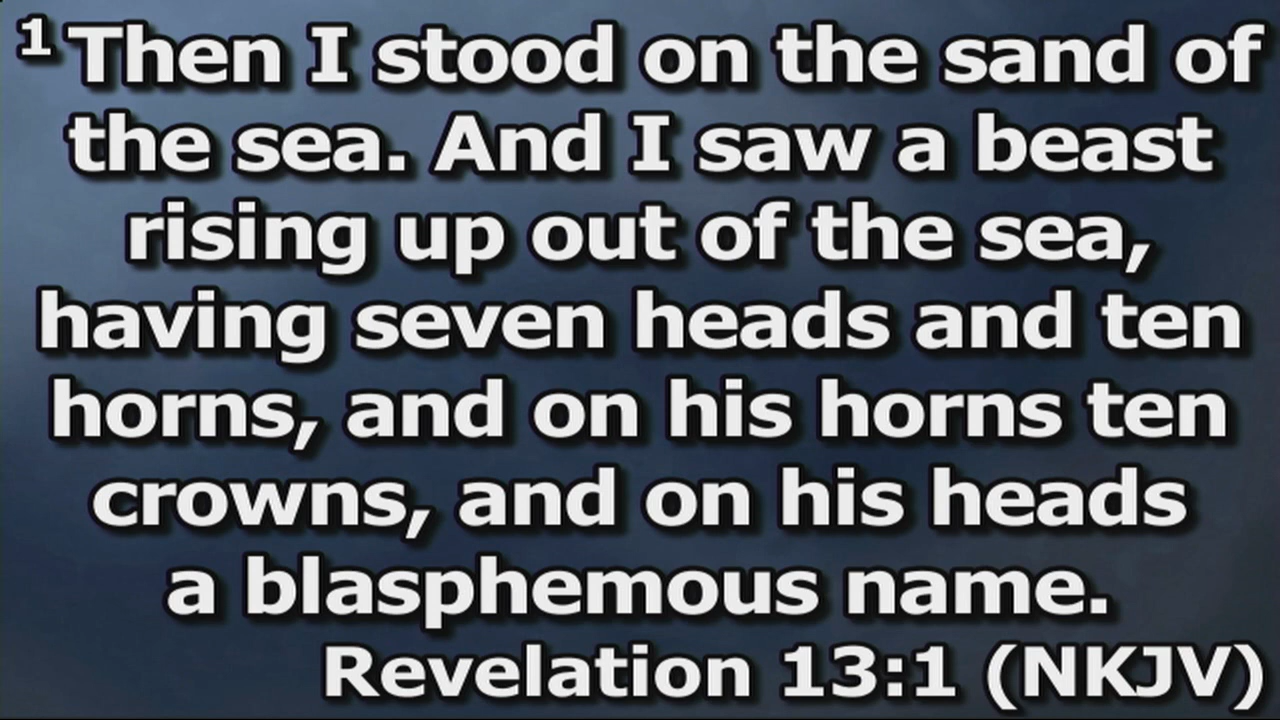 1 Then I stood on the sand of
the sea. And I saw a beast
rising up out of the sea,
having seven heads and ten
horns, and on his horns ten
crowns, and on his heads
a blasphemous name.
Revelation 13:1 (NKJV)